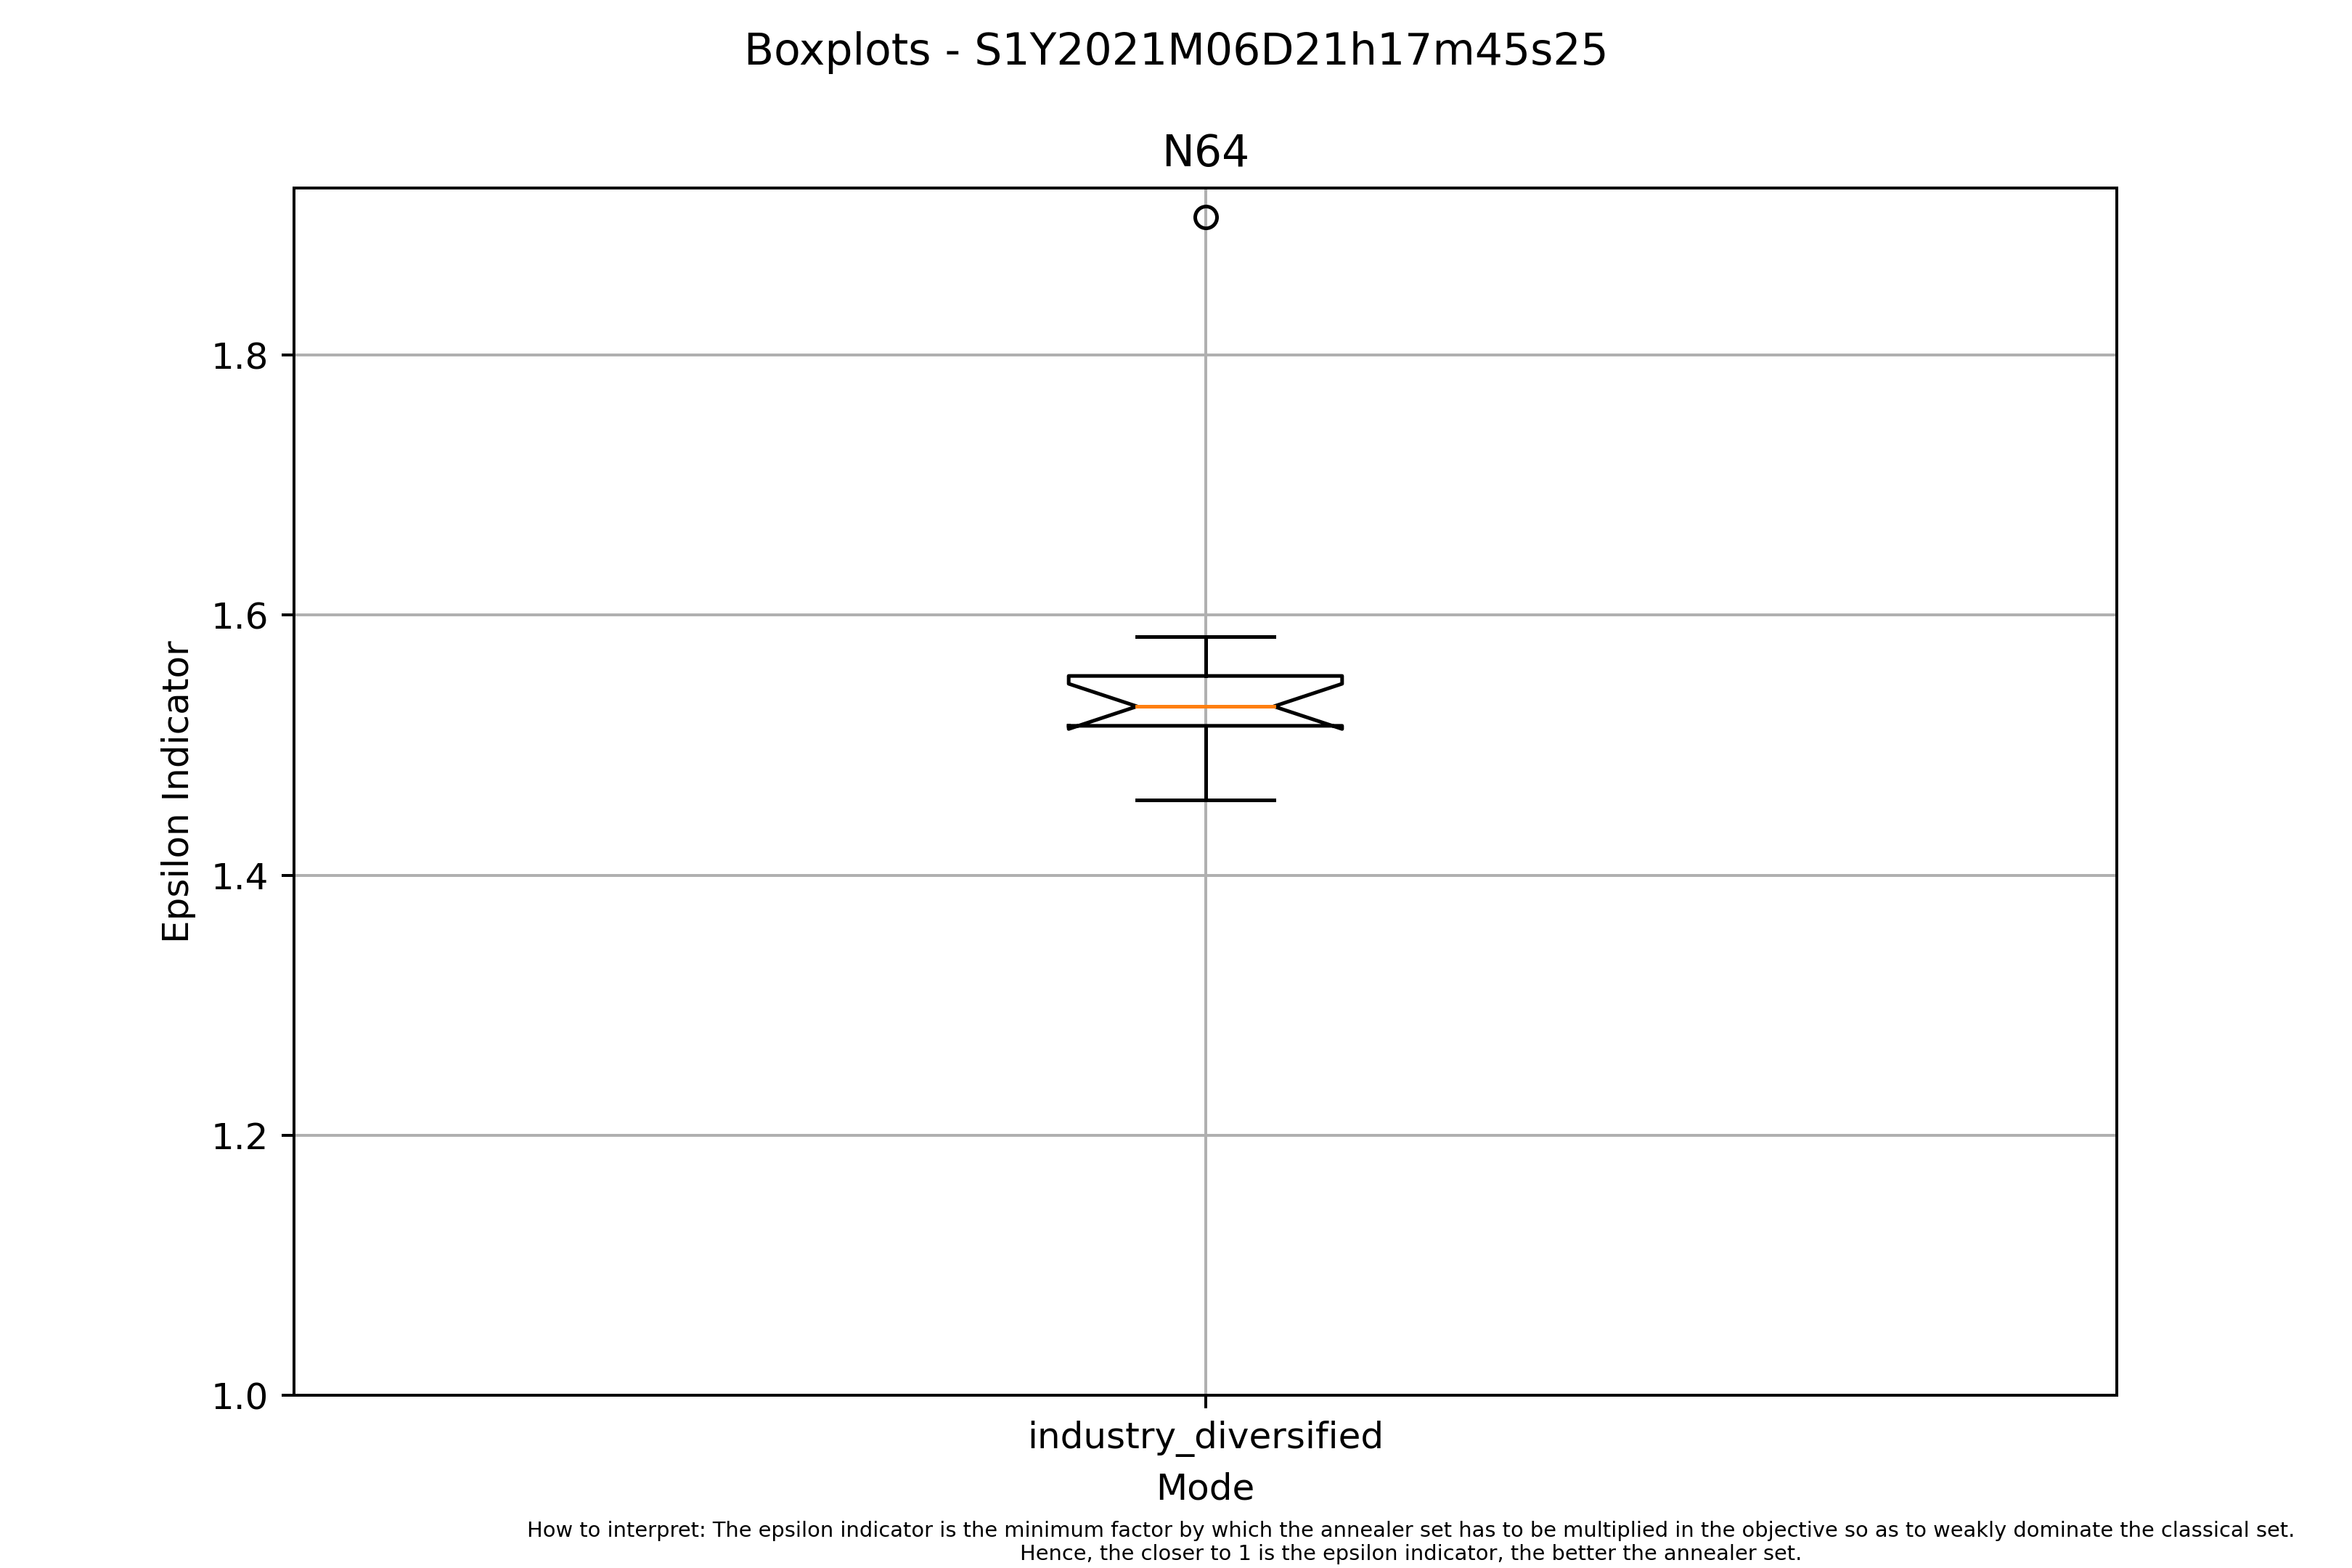 Boxplots - S1Y2021M06D21h17m45s25
N64
Epsilon Indicator
1.8
1.6
1.4
1.2
1.0
industry_diversified
Mode
How to interpret: The epsilon indicator is the minimum factor by which the annealer set has to be multiplied in the objective so as to weakly dominate the classical set.
Hence, the closer to 1 is the epsilon indicator, the better the annealer set.